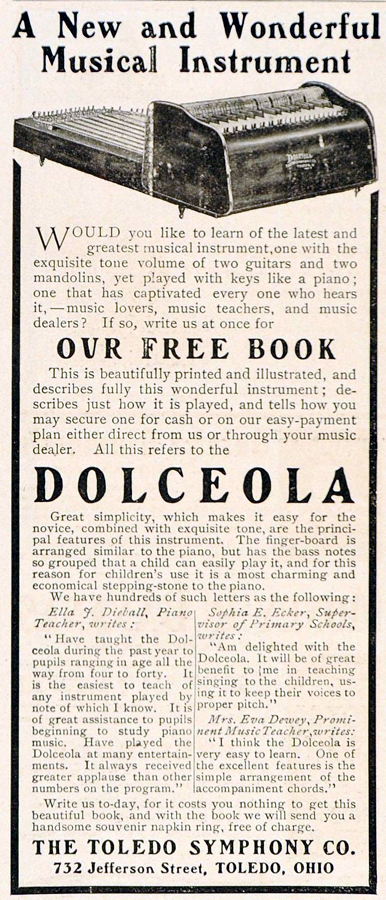 A New and Wonderful
Musical Instrument
WOULD you like to learn of the latest and
greatest musical instrument, one with the
exquisite tone volume of two guitars and two
mandolins, yet played with keys like a piano;
one that has captivated every one who hears
it,—music lovers, music teachers, and music
dealers? If so, write us at once for
OUR FREE BOOK
This is beautifully printed and illustrated, and
describes fully this wonderful instrument; de-
scribes just how it is played, and tells how you
may secure one for cash or on our easy-payment
plan either direct from us or through your music
dealer. All this refers to the
DOLCEOLA
Great simplicity, which makes it easy for the
novice, combined with exquisite tone, are the princi-
pal features of this instrument. The finger-board is
arranged similar to the piano, but has the bass notes
so grouped that a child can easily play it, and for this
reason for children's use it is a most charming and
economical stepping-stone to the piano.
We have hundreds of such letters as the following:
Ella J. Dieball, Piano
Teacher, writes:
"Have taught the Dol-
ceola during the past year to
pupils ranging in age all the
way from four to forty. It
is the easiest to teach of
any instrument played by
note of which I know. It is
of great assistance to pupils
beginning to study piano
music. Have played the
Dolceola at many entertain-
ments. It always received
greater applause than other
numbers on the program."
Sophia E. Ecker, Super-
visor of Primary Schools,
writes:
"Am delighted with the
Dolceola. It will be of great
benefit to me in teaching
singing to the children, us-
ing it to keep their voices to
proper pitch."
Mrs. Eva Dewey, Promi-
nent Music Teacher, writes:
"I think the Dolceola is
very easy to learn. One of
the excellent features is the
simple arrangement of the
accompaniment chords."
Write us to-day, for it costs you nothing to get this
beautiful book, and with the book we will send you a
handsome souvenir napkin ring, free of charge.
THE TOLEDO SYMPHONY CO.
732 Jefferson Street, TOLEDO, OHIO